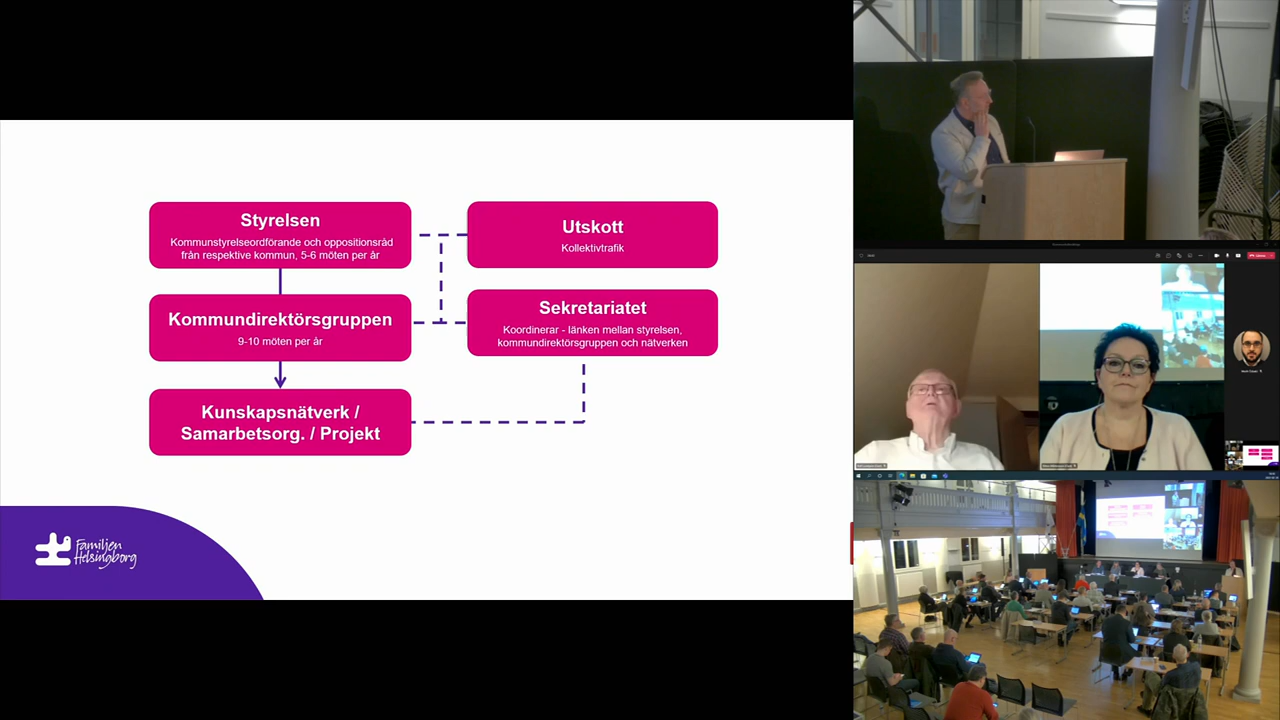 Styrelsen
Kommunstyrelseordförande och oppositionsråd
från respektive kommun, 5-6 möten per år
Utskott
Kollektivtrafik
Kommundirektörsgruppen
9-10 möten per år
Sekretariatet
Koordinerar - länken mellan styrelsen,
kommundirektörsgruppen och nätverken
Kunskapsnätverk /
Samarbetsorg. / Projekt
Familjen
Helsingborg